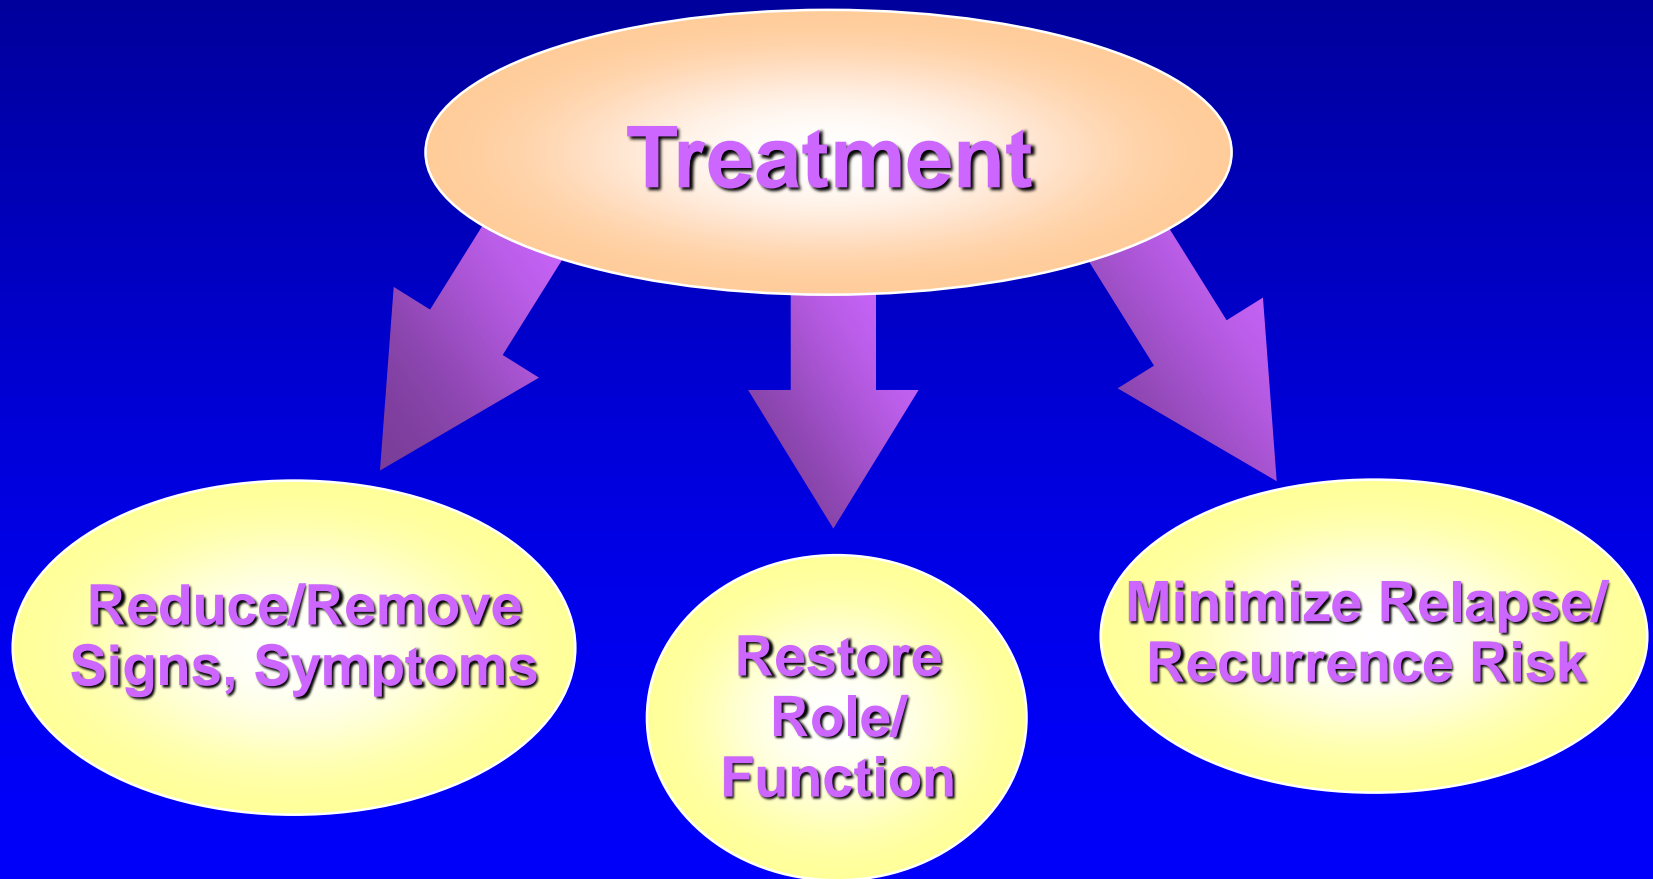 Treatment
Reduce/Remove
Signs, Symptoms
Restore
Role/
Function
Minimize Relapse/
Recurrence Risk